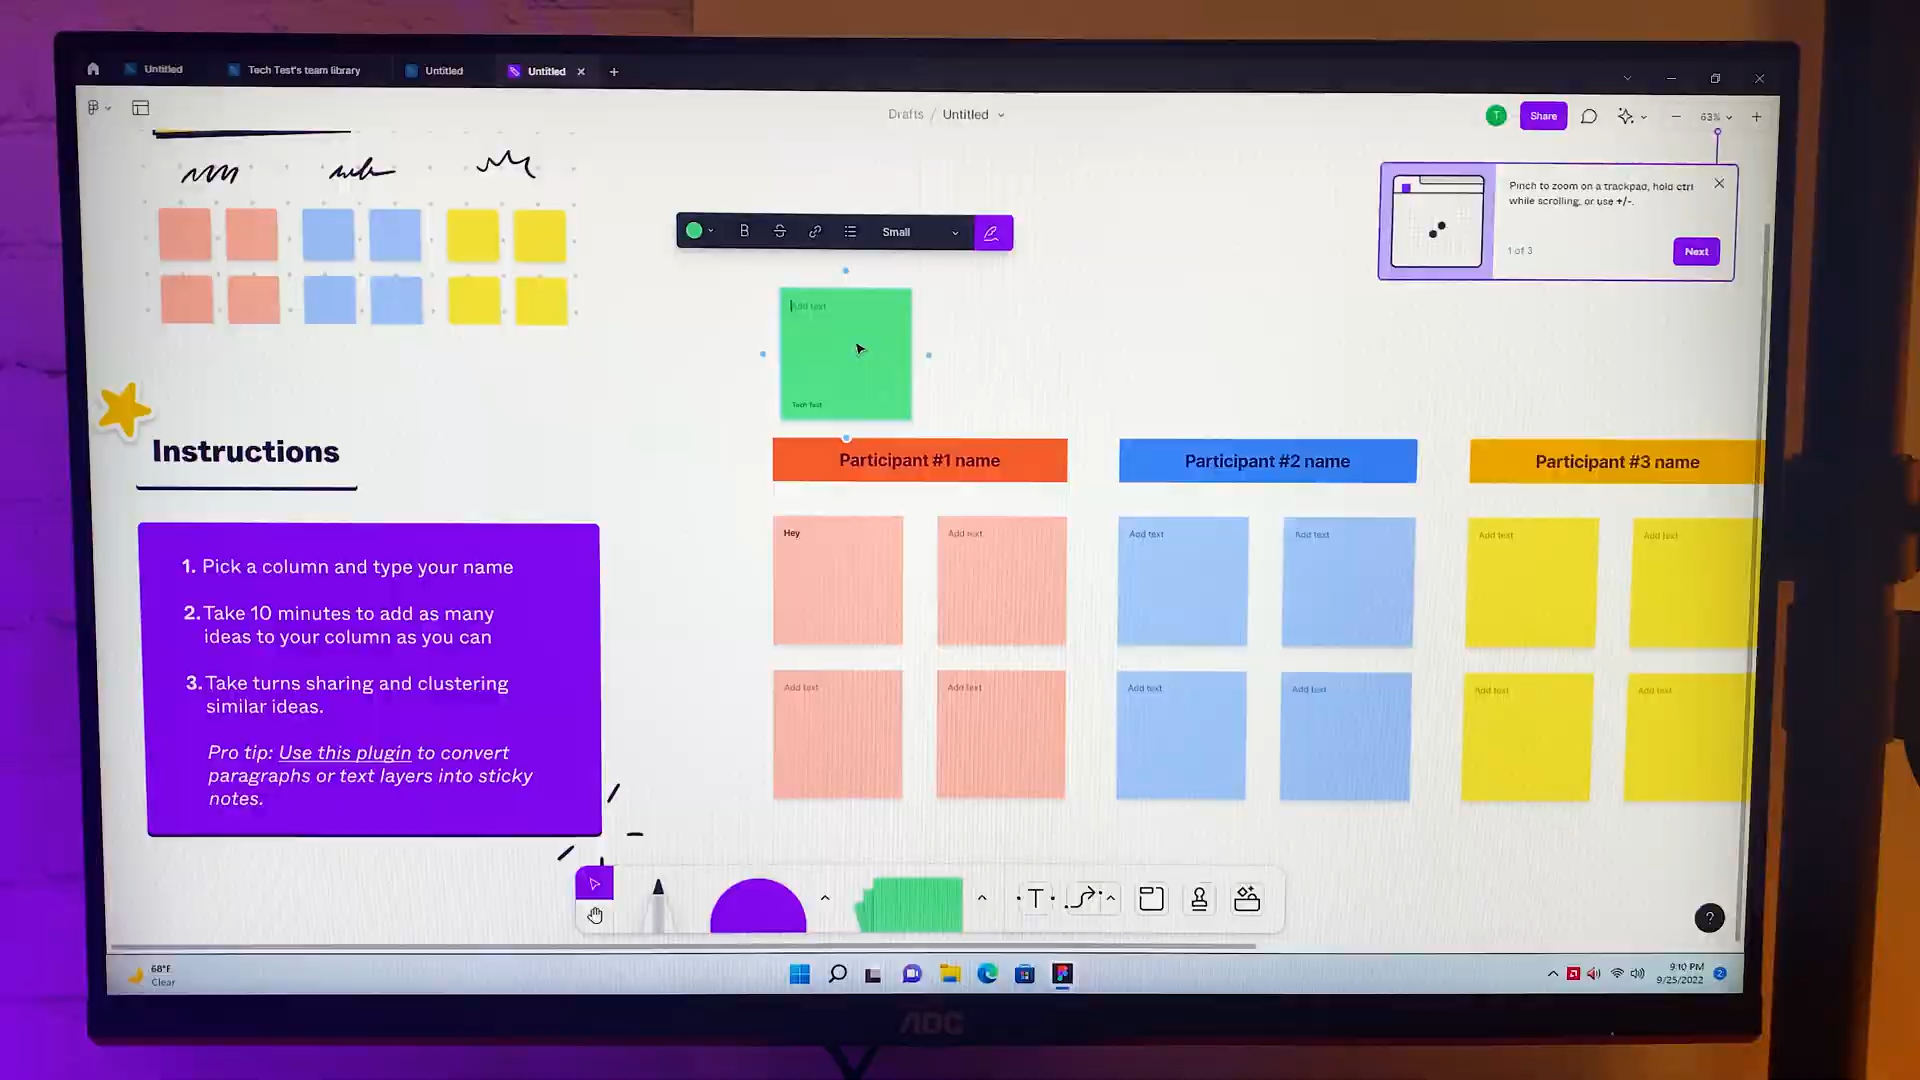 Untitled
Tech Test's team library
Untitled
Untitled
Drafts / Untitled
T
Share
63%
Pinch to zoom on a trackpad, hold ctrl
while scrolling, or use +/-.
1 of 3
Next
B
S
Small
Add text
Tech Test
Instructions
1. Pick a column and type your name
2. Take 10 minutes to add as many
ideas to your column as you can
3. Take turns sharing and clustering
similar ideas.
Pro tip: Use this plugin to convert
paragraphs or text layers into sticky
notes.
Participant #1 name
Participant #2 name
Participant #3 name
Hey
Add text
Add text
Add text
Add text
Add text
Add text
Add text
Add text
Add text
Add text
Add text
T
?
68°F
Clear
9:10 PM
9/25/2022
2
AOC